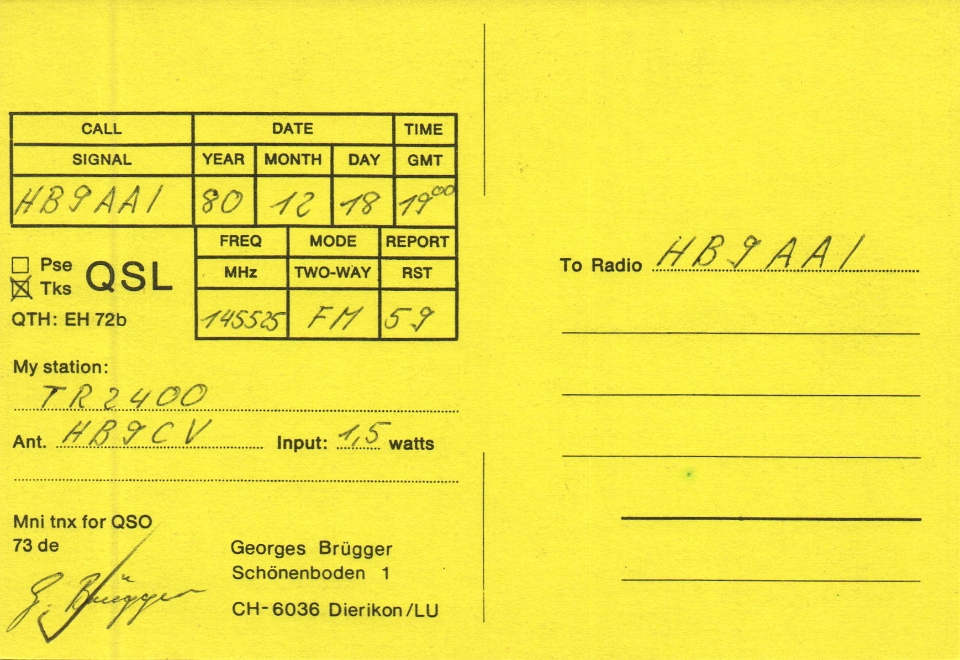 CALL DATE TIME
SIGNAL YEAR MONTH DAY GMT
HB9AAI 80 12 18 19⁰⁰
FREQ MODE REPORT
MHz TWO-WAY RST
145525 FM 59
Pse
Tks
QSL
QTH: EH 72b
My station:
TR2400
Ant. HB9CV Input: 1,5 watts
Mni tnx for QSO
73 de
G. Brügger
Georges Brügger
Schönenboden 1
CH-6036 Dierikon/LU
To Radio HB9AAI